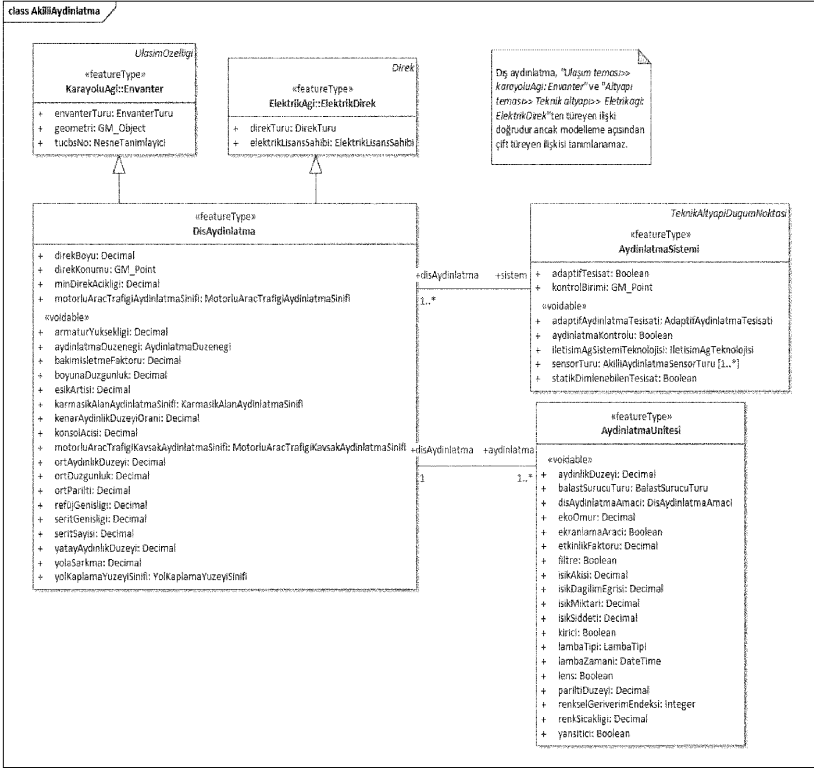 class AkilliAydinlatma
UlasimOzelligi
«featureType»
KarayoluAgi::Envanter
+ envanterTuru: EnvanterTuru
+ geometri: GM_Object
+ tucbsNo: NesneTanimlayici
Direk
«featureType»
ElektrikAgi::ElektrikDirek
+ direkTuru: DirekTuru
+ elektrikLisansSahibi: ElektrikLisansSahibi
Dış aydınlatma, "Ulaşım teması>>
karayoluAgi: Envanter" ve "Altyapı
teması>> Teknik altyapı>> Eletrikagi:
ElektrikDirek"ten türeyen ilişki
doğrudur ancak modelleme açısından
çift türeyen ilişkisi tanımlanamaz.
«featureType»
DisAydinlatma
+ direkBoyu: Decimal
+ direkKonumu: GM_Point
+ minDirekAcikligi: Decimal
+ motorluAracTrafigiAydinlatmaSinifi: MotorluAracTrafigiAydinlatmaSinifi
«voidable»
+ armaturYuksekligi: Decimal
+ aydinlatmaDuzenegi: AydinlatmaDuzenegi
+ bakimIsletmeFaktoru: Decimal
+ boyunaDuzgunluk: Decimal
+ esikArtisi: Decimal
+ karmasikAlanAydinlatmaSinifi: KarmasikAlanAydinlatmaSinifi
+ kenarAydinlikDuzeyiOrani: Decimal
+ konsolAcisi: Decimal
+ motorluAracTrafigiKavsakAydinlatmaSinifi: MotorluAracTrafigiKavsakAydinlatmaSinifi
+ ortAydinlikDuzeyi: Decimal
+ ortDuzgunluk: Decimal
+ ortParilti: Decimal
+ refüjGenisligi: Decimal
+ seritGenisligi: Decimal
+ seritSayisi: Decimal
+ yatayAydinlikDuzeyi: Decimal
+ yolaSarkma: Decimal
+ yolKaplamaYuzeyiSinifi: YolKaplamaYuzeyiSinifi
+disAydinlatma +sistem
1..*
TeknikAltyapiDugumNoktasi
«featureType»
AydinlatmaSistemi
+ adaptifTesisat: Boolean
+ kontrolBirimi: GM_Point
«voidable»
+ adaptifAydinlatmaTesisati: AdaptifAydinlatmaTesisati
+ aydinlatmaKontrolu: Boolean
+ iletisimAgSistemiTeknolojisi: IletisimAgTeknolojisi
+ sensorTuru: AkilliAydinlatmaSensorTuru [1..*]
+ statikDimlenebilenTesisat: Boolean
+disAydinlatma +aydinlatma
1 1..*
«featureType»
AydinlatmaUnitesi
«voidable»
+ aydinlikDuzeyi: Decimal
+ balastSurucuTuru: BalastSurucuTuru
+ disAydinlatmaAmaci: DisAydinlatmaAmaci
+ ekoOmur: Decimal
+ ekranlamaAraci: Boolean
+ etkinlikFaktoru: Decimal
+ filtre: Boolean
+ isikAkisi: Decimal
+ isikDagilimEgrisi: Decimal
+ isikMiktari: Decimal
+ isikSiddeti: Decimal
+ kirici: Boolean
+ lambaTipi: LambaTipi
+ lambaZamani: DateTime
+ lens: Boolean
+ pariltiDuzeyi: Decimal
+ renkselGeriverimEndeksi: Integer
+ renkSicakligi: Decimal
+ yansitici: Boolean